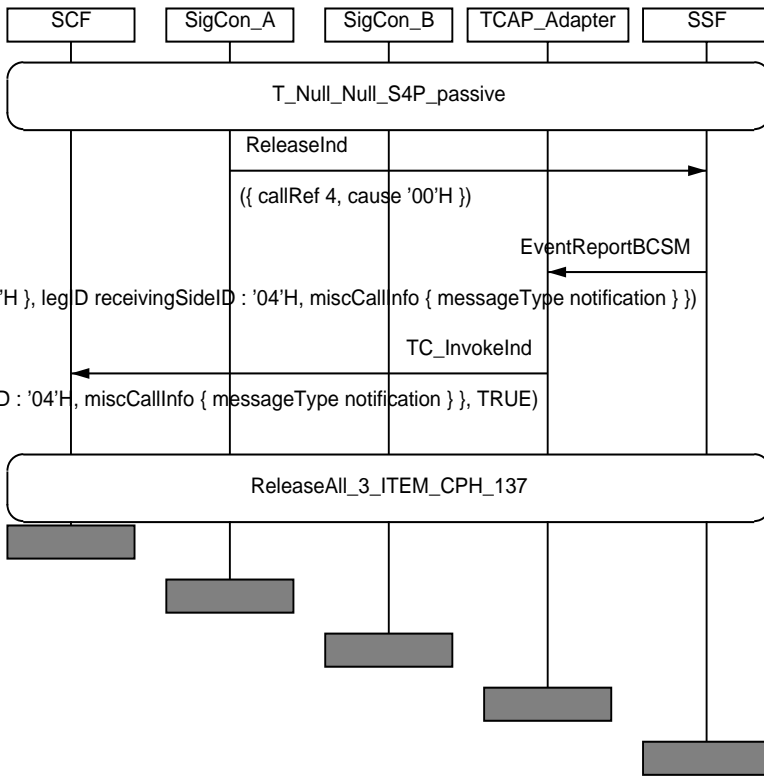 SCF SigCon_A SigCon_B TCAP_Adapter SSF
T_Null_Null_S4P_passive
ReleaseInd
({ callRef 4, cause '00'H })
EventReportBCSM
'H }, legID receivingSideID : '04'H, miscCallInfo { messageType notification } })
TC_InvokeInd
D : '04'H, miscCallInfo { messageType notification } }, TRUE)
ReleaseAll_3_ITEM_CPH_137